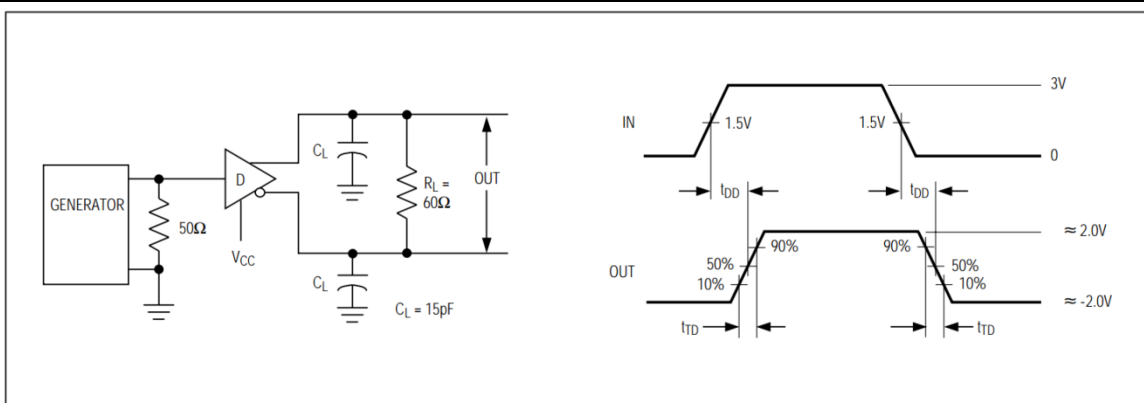 GENERATOR
50Ω
D
VCC
CL
CL
RL =
60Ω
OUT
CL = 15pF
IN
1.5V
1.5V
3V
0
tDD
tDD
OUT
90%
50%
10%
90%
50%
10%
≈ 2.0V
≈ -2.0V
tTD
tTD